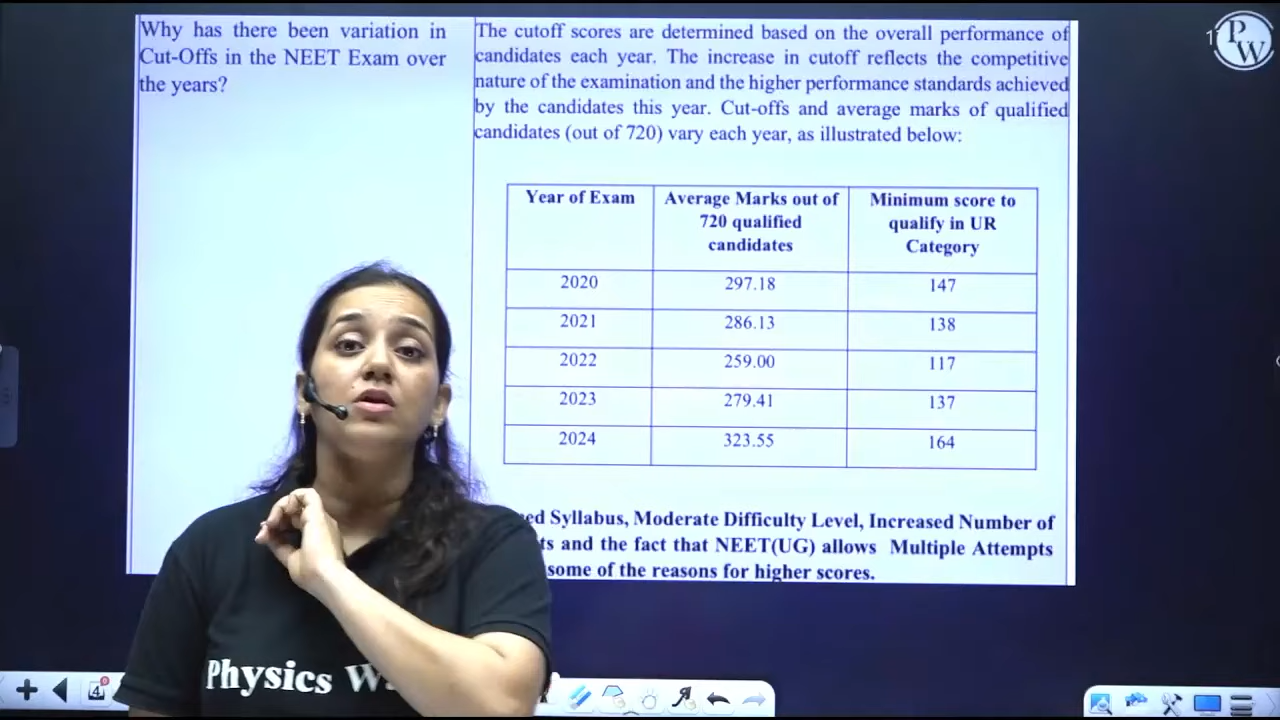 Why has there been variation in
Cut-Offs in the NEET Exam over
the years?
The cutoff scores are determined based on the overall performance of
candidates each year. The increase in cutoff reflects the competitive
nature of the examination and the higher performance standards achieved
by the candidates this year. Cut-offs and average marks of qualified
candidates (out of 720) vary each year, as illustrated below:
Year of Exam
Average Marks out of
720 qualified
candidates
Minimum score to
qualify in UR
Category
2020 297.18 147
2021 286.13 138
2022 259.00 117
2023 279.41 137
2024 323.55 164
Syllabus, Moderate Difficulty Level, Increased Number of
and the fact that NEET(UG) allows Multiple Attempts
some of the reasons for higher scores.
Physics
PW
4